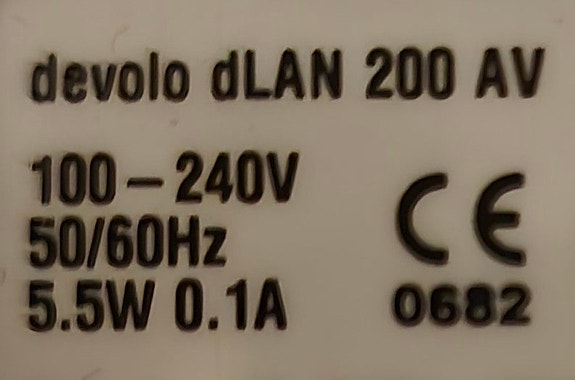 devolo dLAN 200 AV
100-240V
50/60Hz
5.5W 0.1A
CE
0682